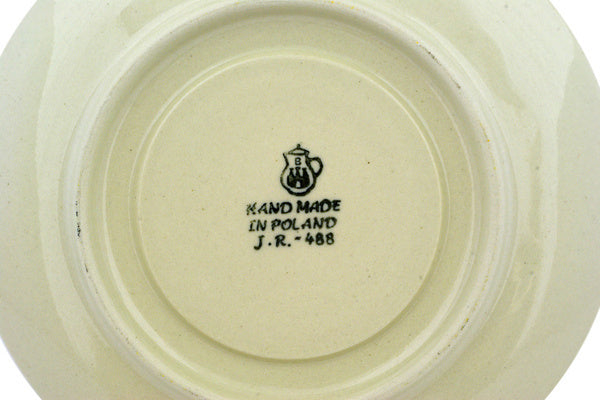 B
HAND MADE
IN POLAND
J.R.-488